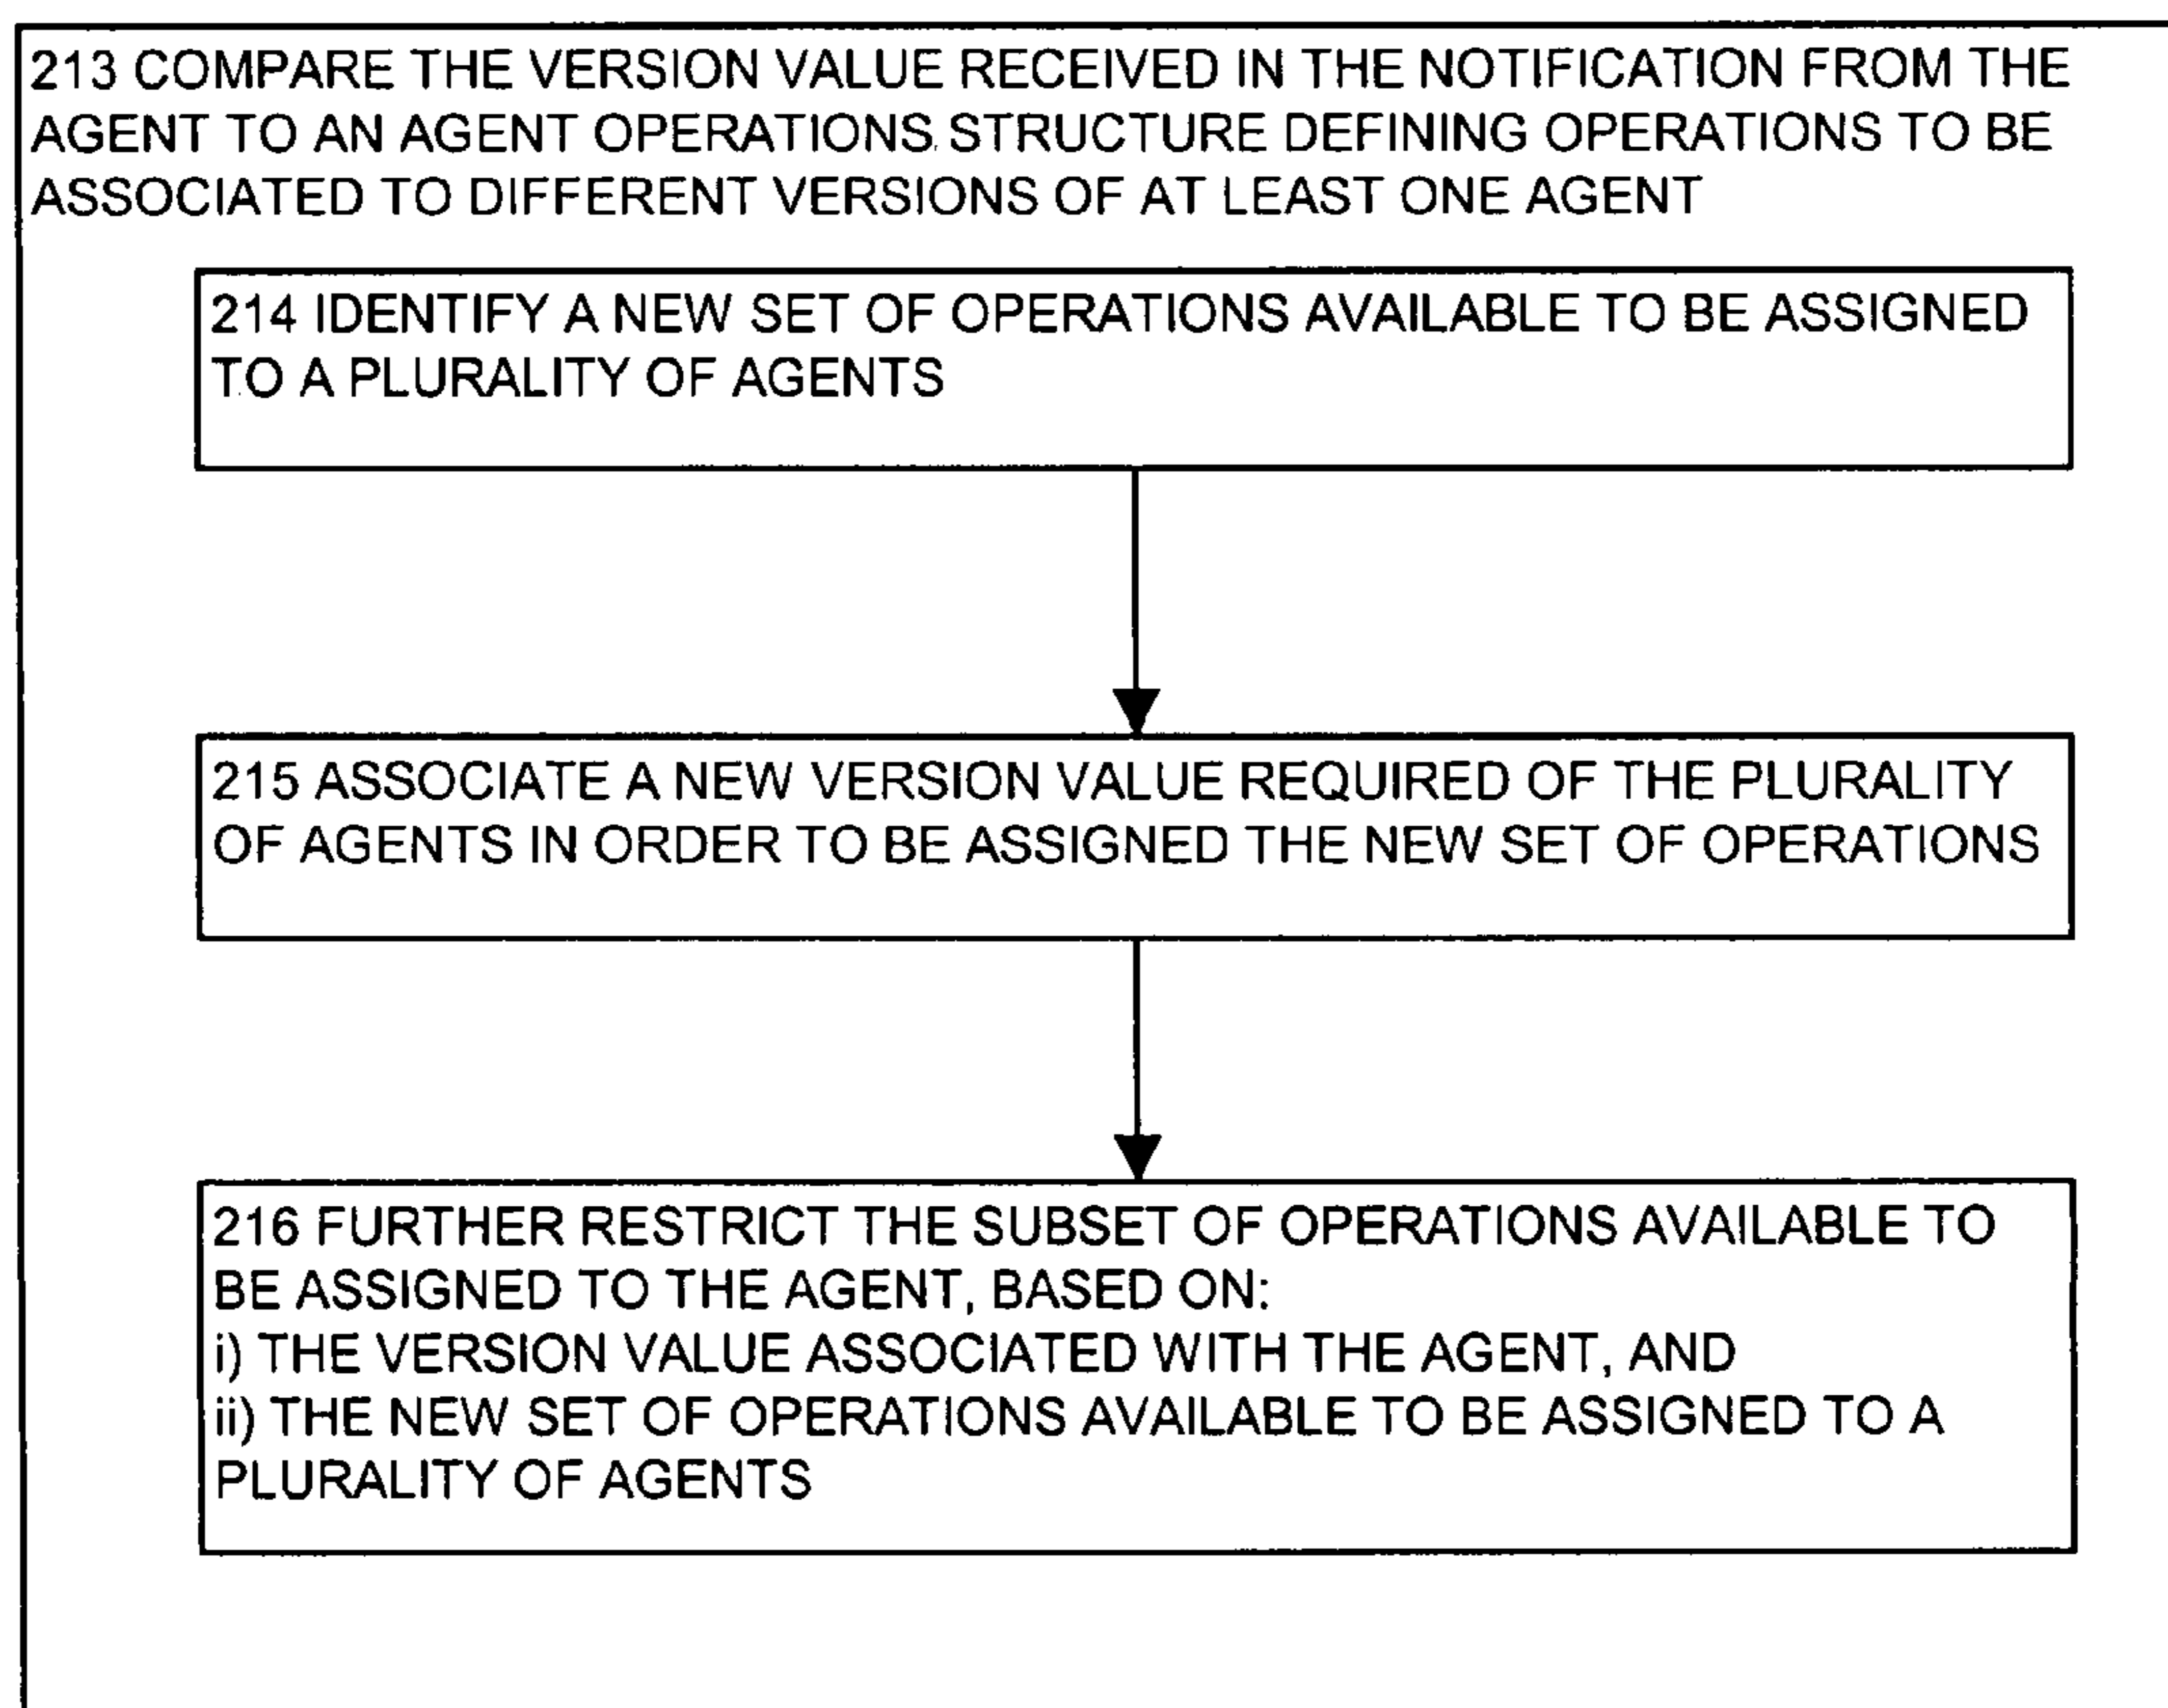 213 COMPARE THE VERSION VALUE RECEIVED IN THE NOTIFICATION FROM THE
AGENT TO AN AGENT OPERATIONS STRUCTURE DEFINING OPERATIONS TO BE
ASSOCIATED TO DIFFERENT VERSIONS OF AT LEAST ONE AGENT
214 IDENTIFY A NEW SET OF OPERATIONS AVAILABLE TO BE ASSIGNED
TO A PLURALITY OF AGENTS
215 ASSOCIATE A NEW VERSION VALUE REQUIRED OF THE PLURALITY
OF AGENTS IN ORDER TO BE ASSIGNED THE NEW SET OF OPERATIONS
216 FURTHER RESTRICT THE SUBSET OF OPERATIONS AVAILABLE TO
BE ASSIGNED TO THE AGENT, BASED ON:
i) THE VERSION VALUE ASSOCIATED WITH THE AGENT, AND
ii) THE NEW SET OF OPERATIONS AVAILABLE TO BE ASSIGNED TO A
PLURALITY OF AGENTS